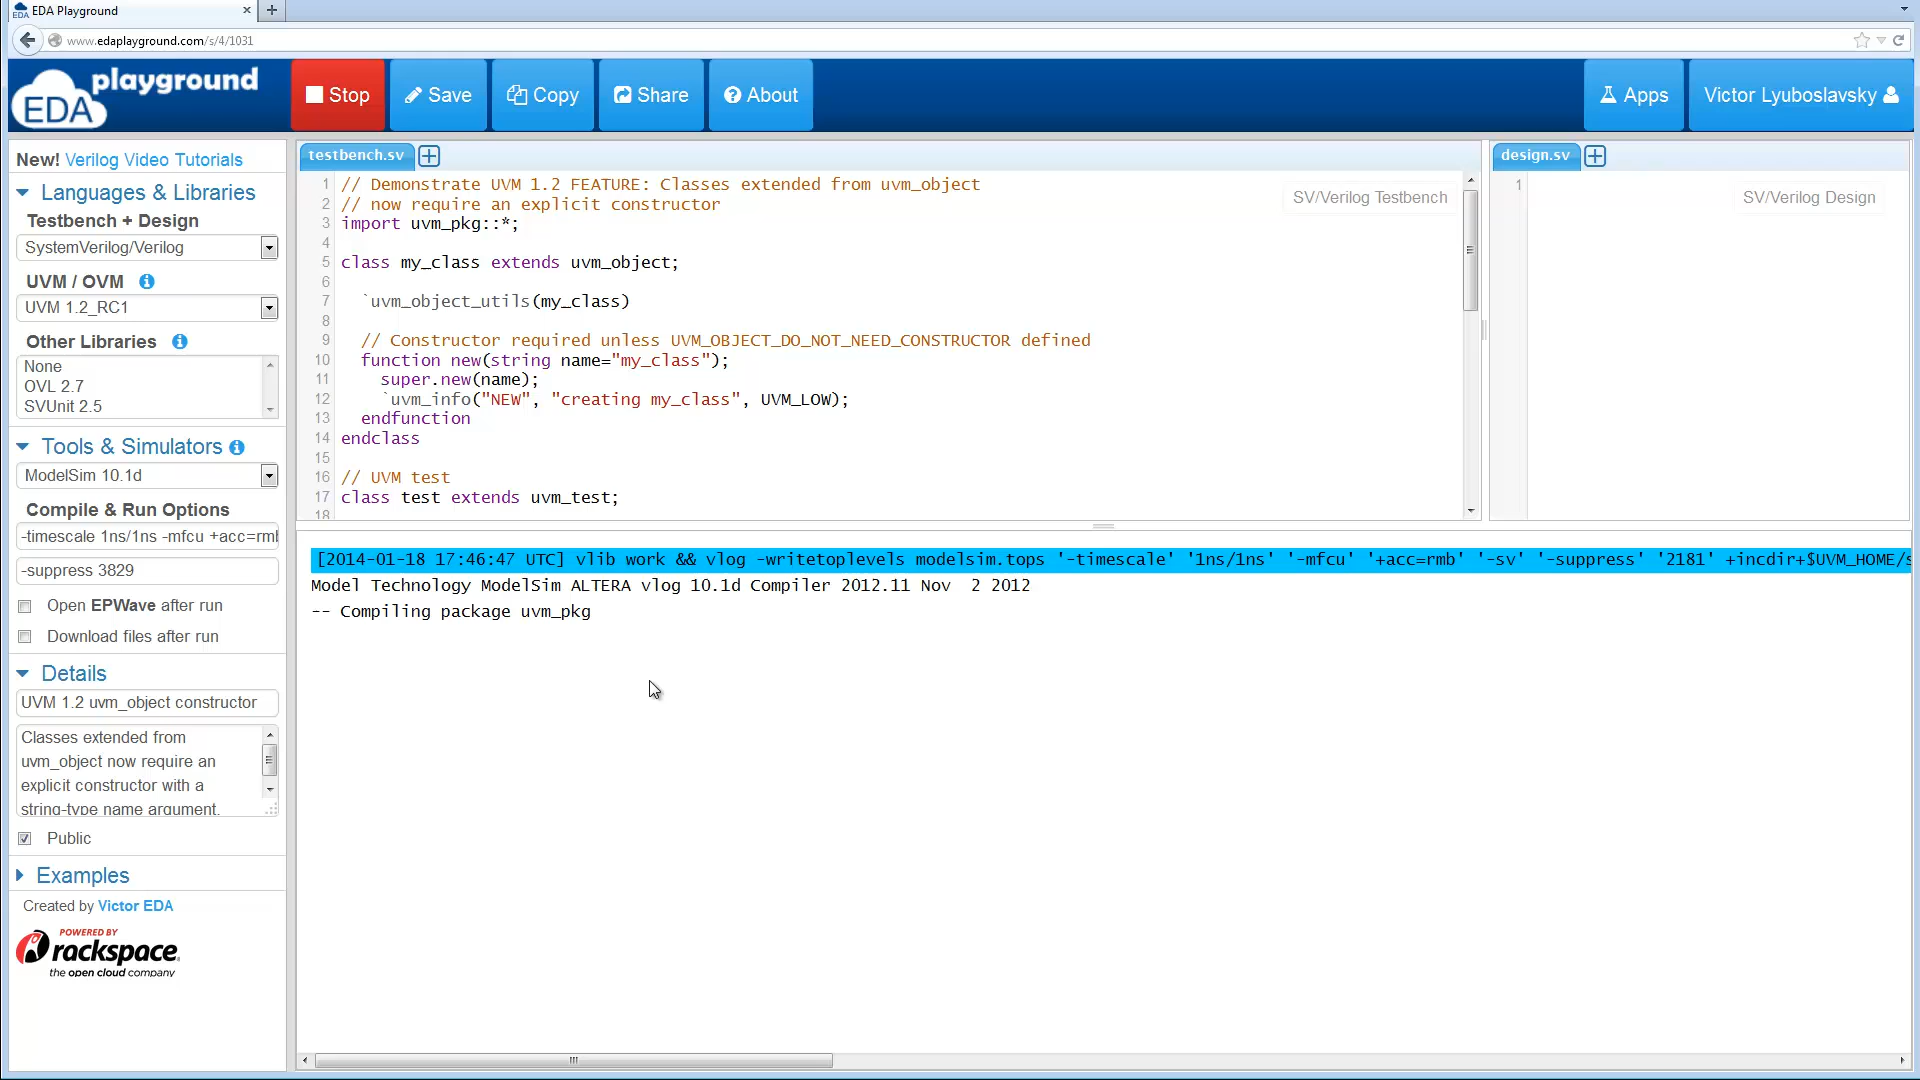 EDA Playground
www.edaplayground.com/s/4/1031
EDA playground
Stop
Save
Copy
Share
About
Apps
Victor Lyuboslavsky
New! Verilog Video Tutorials
Languages & Libraries
Testbench + Design
SystemVerilog/Verilog
UVM / OVM
UVM 1.2_RC1
Other Libraries
None
OVL 2.7
SVUnit 2.5
Tools & Simulators
ModelSim 10.1d
Compile & Run Options
-timescale 1ns/1ns -mfcu +acc=rml
-suppress 3829
Open EPWave after run
Download files after run
Details
UVM 1.2 uvm_object constructor
Classes extended from
uvm_object now require an
explicit constructor with a
string-type name argument.
Public
Examples
Created by Victor EDA
POWERED BY
rackspace.
the open cloud company
testbench.sv
SV/Verilog Testbench
1 // Demonstrate UVM 1.2 FEATURE: Classes extended from uvm_object
2 // now require an explicit constructor
3 import uvm_pkg::*;
4
5 class my_class extends uvm_object;
6
7 `uvm_object_utils(my_class)
8
9 // Constructor required unless UVM_OBJECT_DO_NOT_NEED_CONSTRUCTOR defined
10 function new(string name="my_class");
11 super.new(name);
12 `uvm_info("NEW", "creating my_class", UVM_LOW);
13 endfunction
14 endclass
15
16 // UVM test
17 class test extends uvm_test;
18
design.sv
1
SV/Verilog Design
[2014-01-18 17:46:47 UTC] vlib work && vlog -writetoplevels modelsim.tops '-timescale' '1ns/1ns' '-mfcu' '+acc=rmb' '-sv' '-suppress' '2181' +incdir+$UVM_HOME/s
Model Technology ModelSim ALTERA vlog 10.1d Compiler 2012.11 Nov  2 2012
-- Compiling package uvm_pkg